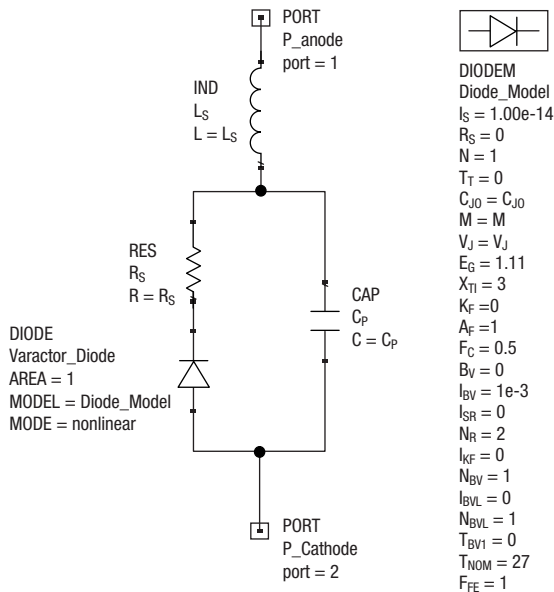 PORT
P_anode
port = 1
IND
LS
L = LS
RES
RS
R = RS
CAP
CP
C = CP
DIODE
Varactor_Diode
AREA = 1
MODEL = Diode_Model
MODE = nonlinear
PORT
P_Cathode
port = 2
DIODEM
Diode_Model
IS = 1.00e-14
RS = 0
N = 1
TT = 0
CJO = CJO
M = M
VJ = VJ
EG = 1.11
XTI = 3
KF =0
AF =1
FC = 0.5
BV = 0
IBV = 1e-3
ISR = 0
NR = 2
IKF = 0
NBV = 1
IBVL = 0
NBVL = 1
TBV1 = 0
TNOM = 27
FFE = 1